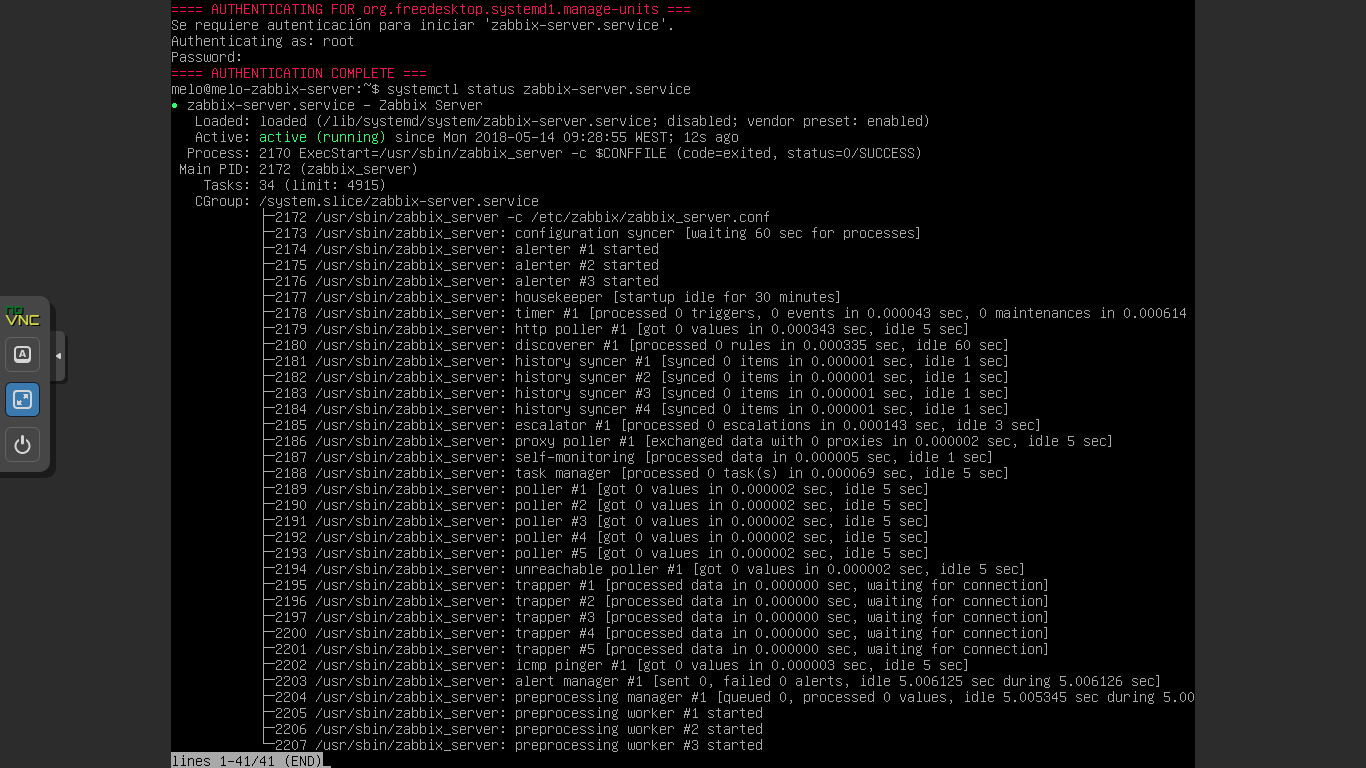 ==== AUTHENTICATING FOR org.freedesktop.systemd1.manage-units ===
Se requiere autenticación para iniciar 'zabbix-server.service'.
Authenticating as: root
Password:
==== AUTHENTICATION COMPLETE ===
melo@melo-zabbix-server:~$ systemctl status zabbix-server.service
● zabbix-server.service - Zabbix Server
Loaded: loaded (/lib/systemd/system/zabbix-server.service; disabled; vendor preset: enabled)
Active: active (running) since Mon 2018-05-14 09:28:55 WEST; 12s ago
Process: 2170 ExecStart=/usr/sbin/zabbix_server -c $CONFFILE (code=exited, status=0/SUCCESS)
Main PID: 2172 (zabbix_server)
Tasks: 34 (limit: 4915)
CGroup: /system.slice/zabbix-server.service
├─2172 /usr/sbin/zabbix_server -c /etc/zabbix/zabbix_server.conf
├─2173 /usr/sbin/zabbix_server: configuration syncer [waiting 60 sec for processes]
├─2174 /usr/sbin/zabbix_server: alerter #1 started
├─2175 /usr/sbin/zabbix_server: alerter #2 started
├─2176 /usr/sbin/zabbix_server: alerter #3 started
├─2177 /usr/sbin/zabbix_server: housekeeper [startup idle for 30 minutes]
├─2178 /usr/sbin/zabbix_server: timer #1 [processed 0 triggers, 0 events in 0.000043 sec, 0 maintenances in 0.000614
├─2179 /usr/sbin/zabbix_server: http poller #1 [got 0 values in 0.000343 sec, idle 5 sec]
├─2180 /usr/sbin/zabbix_server: discoverer #1 [processed 0 rules in 0.000335 sec, idle 60 sec]
├─2181 /usr/sbin/zabbix_server: history syncer #1 [synced 0 items in 0.000001 sec, idle 1 sec]
├─2182 /usr/sbin/zabbix_server: history syncer #2 [synced 0 items in 0.000001 sec, idle 1 sec]
├─2183 /usr/sbin/zabbix_server: history syncer #3 [synced 0 items in 0.000001 sec, idle 1 sec]
├─2184 /usr/sbin/zabbix_server: history syncer #4 [synced 0 items in 0.000001 sec, idle 1 sec]
├─2185 /usr/sbin/zabbix_server: escalator #1 [processed 0 escalations in 0.000143 sec, idle 3 sec]
├─2186 /usr/sbin/zabbix_server: proxy poller #1 [exchanged data with 0 proxies in 0.000002 sec, idle 5 sec]
├─2187 /usr/sbin/zabbix_server: self-monitoring [processed data in 0.000005 sec, idle 1 sec]
├─2188 /usr/sbin/zabbix_server: task manager [processed 0 task(s) in 0.000069 sec, idle 5 sec]
├─2189 /usr/sbin/zabbix_server: poller #1 [got 0 values in 0.000002 sec, idle 5 sec]
├─2190 /usr/sbin/zabbix_server: poller #2 [got 0 values in 0.000002 sec, idle 5 sec]
├─2191 /usr/sbin/zabbix_server: poller #3 [got 0 values in 0.000002 sec, idle 5 sec]
├─2192 /usr/sbin/zabbix_server: poller #4 [got 0 values in 0.000002 sec, idle 5 sec]
├─2193 /usr/sbin/zabbix_server: poller #5 [got 0 values in 0.000002 sec, idle 5 sec]
├─2194 /usr/sbin/zabbix_server: unreachable poller #1 [got 0 values in 0.000002 sec, idle 5 sec]
├─2195 /usr/sbin/zabbix_server: trapper #1 [processed data in 0.000000 sec, waiting for connection]
├─2196 /usr/sbin/zabbix_server: trapper #2 [processed data in 0.000000 sec, waiting for connection]
├─2197 /usr/sbin/zabbix_server: trapper #3 [processed data in 0.000000 sec, waiting for connection]
├─2200 /usr/sbin/zabbix_server: trapper #4 [processed data in 0.000000 sec, waiting for connection]
├─2201 /usr/sbin/zabbix_server: trapper #5 [processed data in 0.000000 sec, waiting for connection]
├─2202 /usr/sbin/zabbix_server: icmp pinger #1 [got 0 values in 0.000003 sec, idle 5 sec]
├─2203 /usr/sbin/zabbix_server: alert manager #1 [sent 0, failed 0 alerts, idle 5.006125 sec during 5.006126 sec]
├─2204 /usr/sbin/zabbix_server: preprocessing manager #1 [queued 0, processed 0 values, idle 5.005345 sec during 5.00
├─2205 /usr/sbin/zabbix_server: preprocessing worker #1 started
├─2206 /usr/sbin/zabbix_server: preprocessing worker #2 started
└─2207 /usr/sbin/zabbix_server: preprocessing worker #3 started
lines 1-41/41 (END)
no
VNC
A